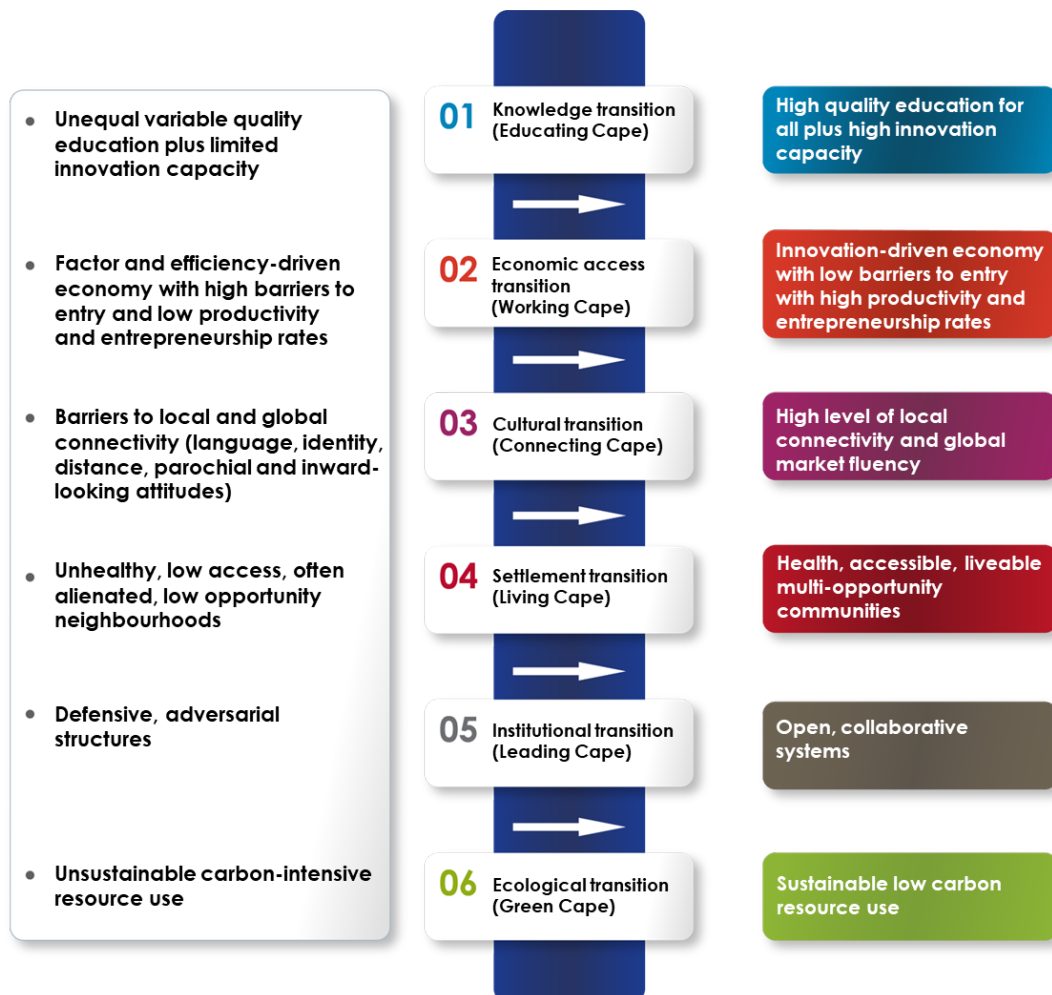 Unequal variable quality
education plus limited
innovation capacity
01
Knowledge transition
(Educating Cape)
High quality education for
all plus high innovation
capacity
Factor and efficiency-driven
economy with high barriers to
entry and low productivity
and entrepreneurship rates
02
Economic access
transition
(Working Cape)
Innovation-driven economy
with low barriers to entry
with high productivity and
entrepreneurship rates
Barriers to local and global
connectivity (language, identity,
distance, parochial and inward-
looking attitudes)
03
Cultural transition
(Connecting Cape)
High level of local
connectivity and global
market fluency
Unhealthy, low access, often
alienated, low opportunity
neighbourhoods
04
Settlement transition
(Living Cape)
Health, accessible, liveable
multi-opportunity
communities
Defensive, adversarial
structures
05
Institutional transition
(Leading Cape)
Open, collaborative
systems
Unsustainable carbon-intensive
resource use
06
Ecological transition
(Green Cape)
Sustainable low carbon
resource use